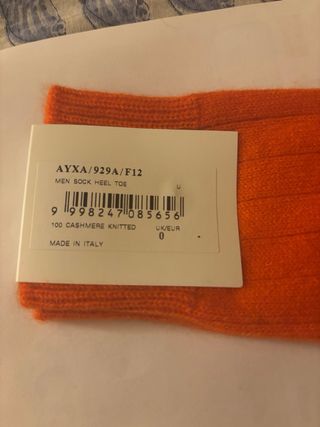 AYXA/929A/F12
MEN SOCK HEEL TOE
U
9 998247 085656
100 CASHMERE KNITTED UK/EUR
0
MADE IN ITALY